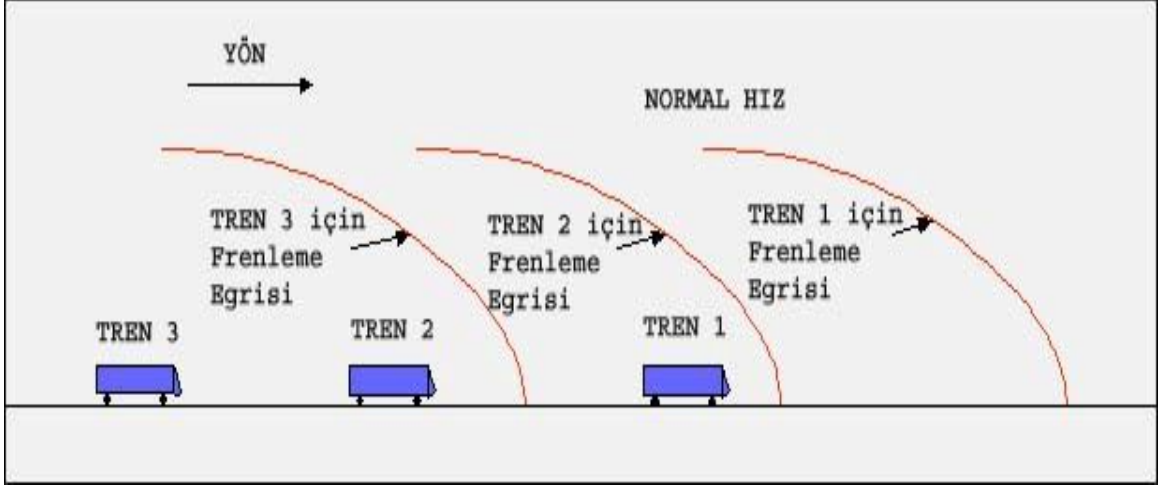 YÖN
NORMAL HIZ
TREN 3 için
Frenleme
Egrisi
TREN 2 için
Frenleme
Egrisi
TREN 1 için
Frenleme
Egrisi
TREN 3
TREN 2
TREN 1